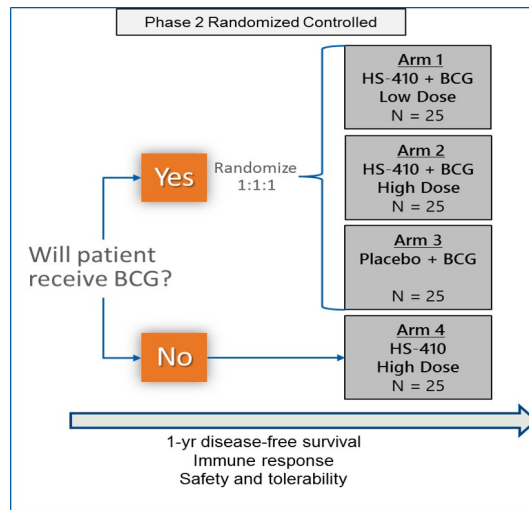 Phase 2 Randomized Controlled
Arm 1
HS-410 + BCG
Low Dose
N = 25
Arm 2
HS-410 + BCG
High Dose
N = 25
Yes
Randomize
1:1:1
Arm 3
Placebo + BCG
N = 25
Will patient
receive BCG?
No
Arm 4
HS-410
High Dose
N = 25
1-yr disease-free survival
Immune response
Safety and tolerability